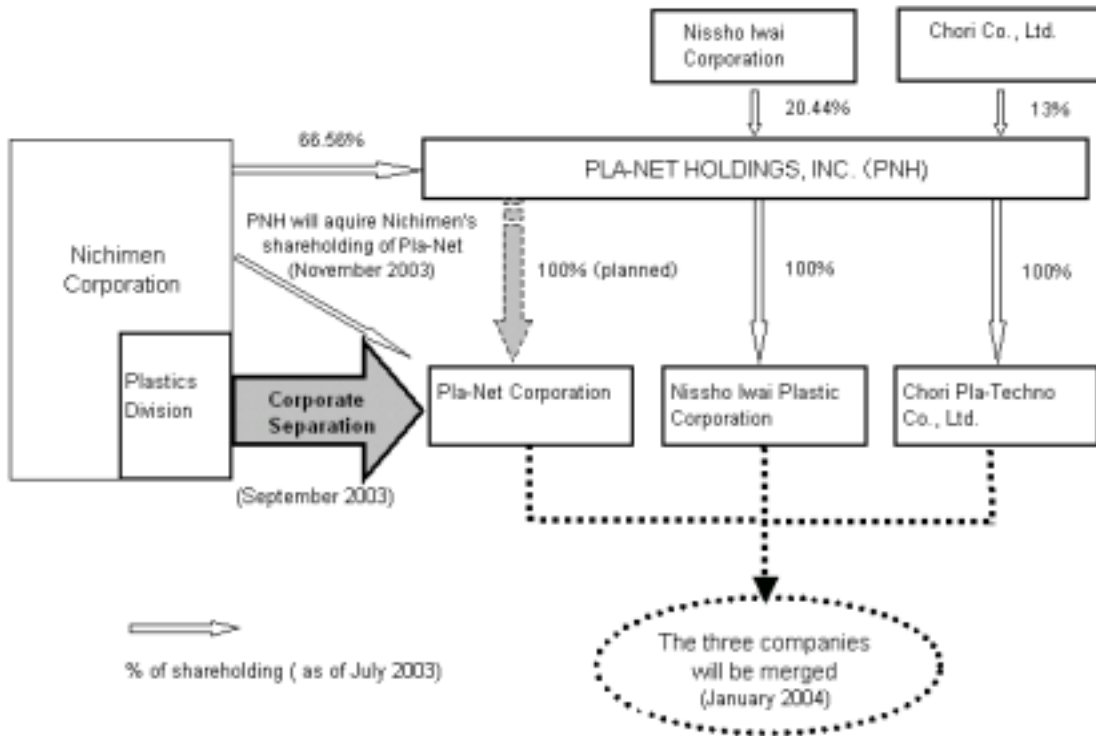 Nissho Iwai
Corporation
Chori Co., Ltd.
20.44%
13%
66.56%
PLA-NET HOLDINGS, INC. (PNH)
PNH will aquire Nichimen's
shareholding of Pla-Net
(November 2003)
Nichimen
Corporation
100% (planned)
100%
100%
Plastics
Division
Corporate
Separation
Pla-Net Corporation
Nissho Iwai Plastic
Corporation
Chori Pla-Techno
Co., Ltd.
(September 2003)
The three companies
will be merged
(January 2004)
% of shareholding ( as of July 2003)